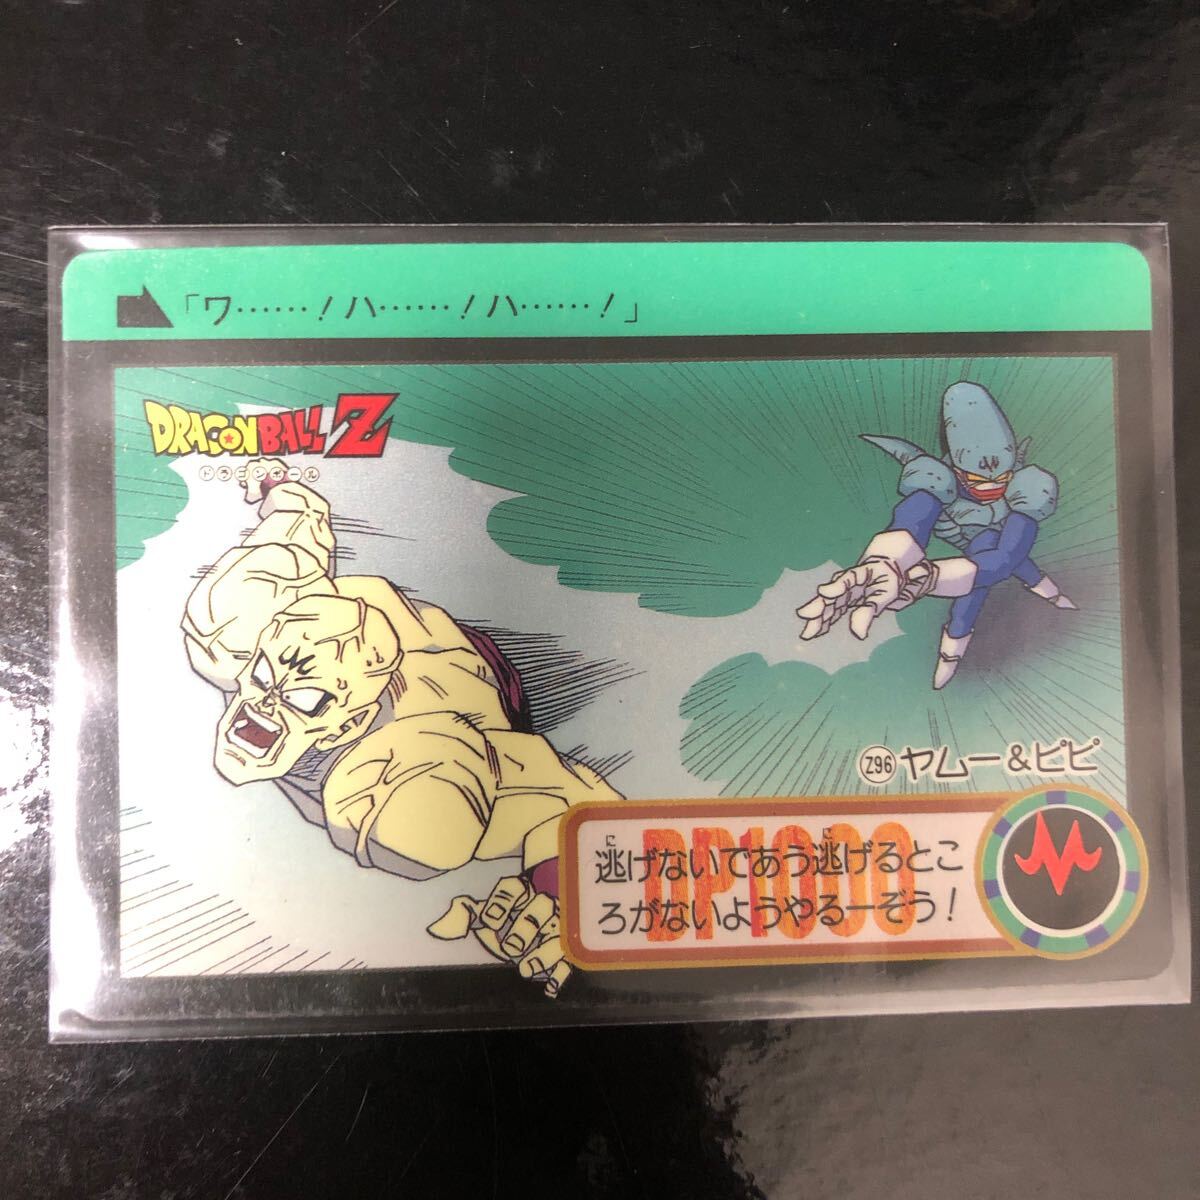 「ワ……！ハ……！ハ……！」
DRAGON BALL Z
ドラゴンボール
Z96 ヤムー＆ピピ
DP1000
逃げないであう逃げるとこ
ろがないようやるーぞう！